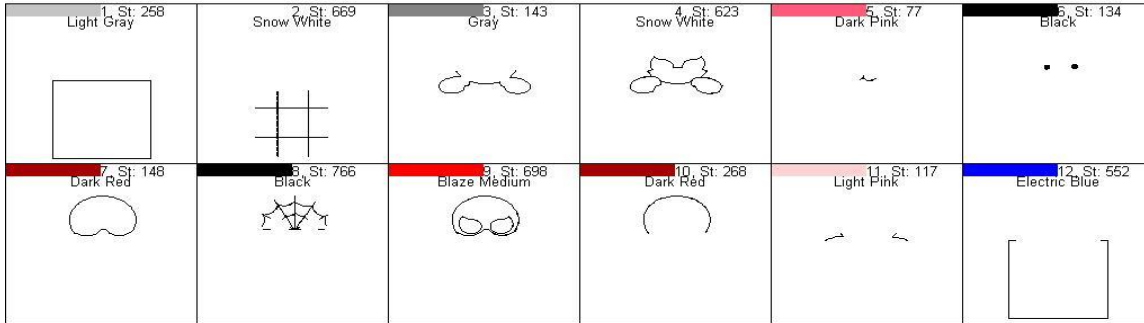 1, St: 258
Light Gray
2, St: 669
Snow White
3, St: 143
Gray
4, St: 623
Snow White
5, St: 77
Dark Pink
6, St: 134
Black
7, St: 148
Dark Red
8, St: 766
Black
9, St: 698
Blaze Medium
10, St: 268
Dark Red
11, St: 117
Light Pink
12, St: 552
Electric Blue